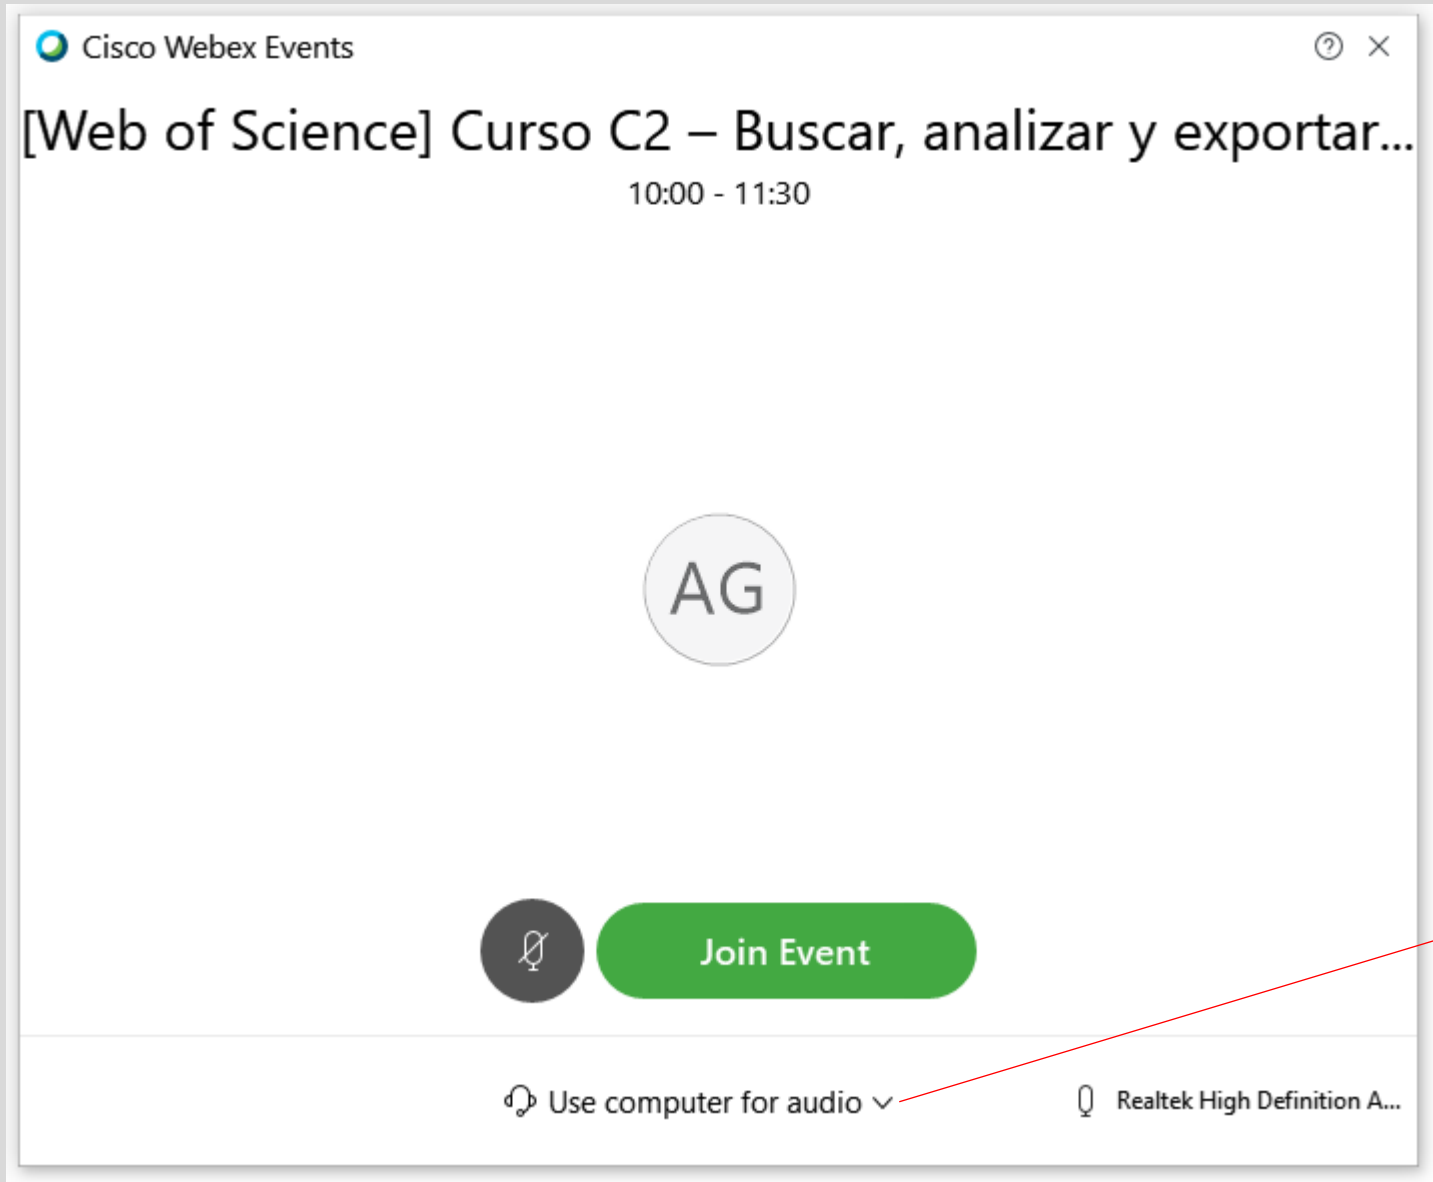 Cisco Webex Events
[Web of Science] Curso C2 – Buscar, analizar y exportar...
10:00 - 11:30
AG
Join Event
Use computer for audio
Realtek High Definition A...